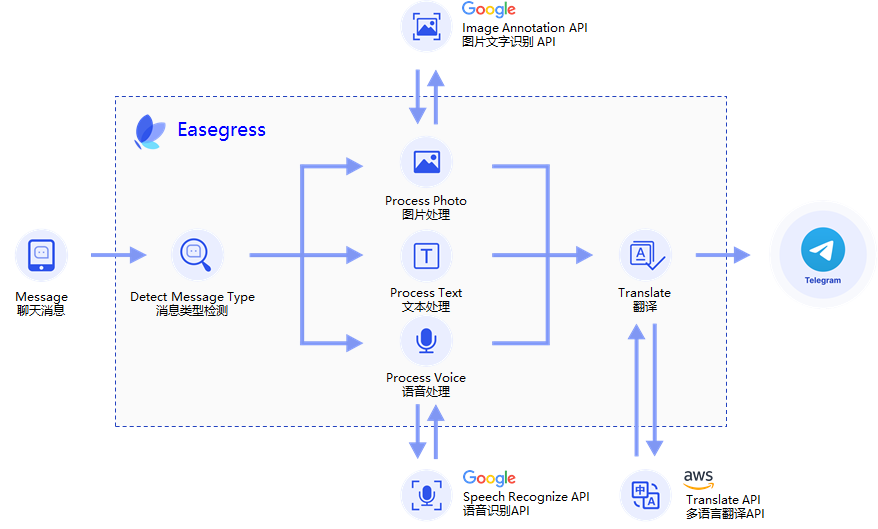 Google
Image Annotation API
图片文字识别 API
Easegress
Process Photo
图片处理
T
A
Message
聊天消息
Detect Message Type
消息类型检测
Process Text
文本处理
Translate
翻译
Telegram
Process Voice
语音处理
Google
Speech Recognize API
语音识别API
中
A
aws
Translate API
多语言翻译API